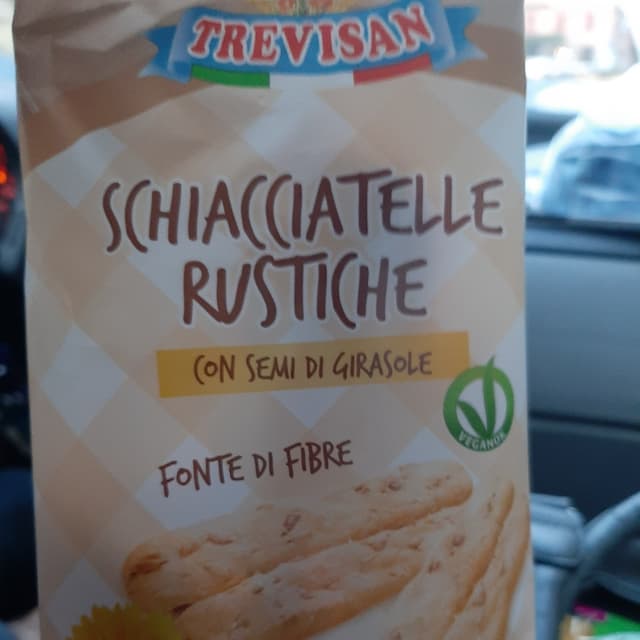 TREVISAN
SCHIACCIATELLE
RUSTICHE
CON SEMI DI GIRASOLE
VEGANOK
FONTE DI FIBRE